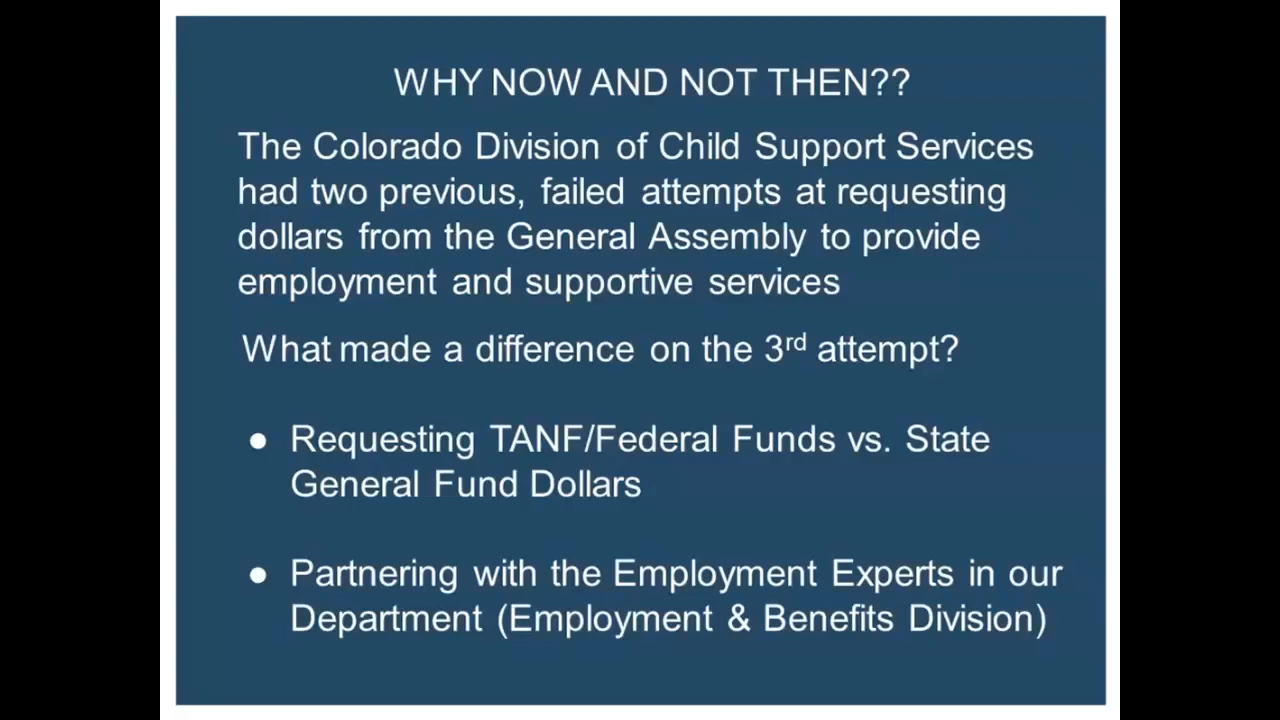 WHY NOW AND NOT THEN??
The Colorado Division of Child Support Services
had two previous, failed attempts at requesting
dollars from the General Assembly to provide
employment and supportive services
What made a difference on the 3rd attempt?
● Requesting TANF/Federal Funds vs. State
General Fund Dollars
● Partnering with the Employment Experts in our
Department (Employment & Benefits Division)